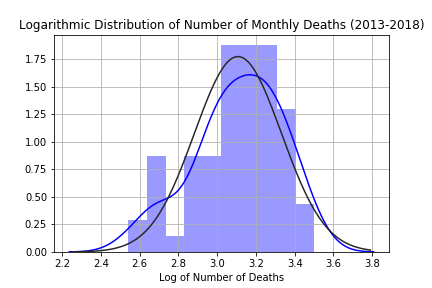 Logarithmic Distribution of Number of Monthly Deaths (2013-2018)
1.75
1.50
1.25
1.00
0.75
0.50
0.25
0.00
2.2 2.4 2.6 2.8 3.0 3.2 3.4 3.6 3.8
Log of Number of Deaths